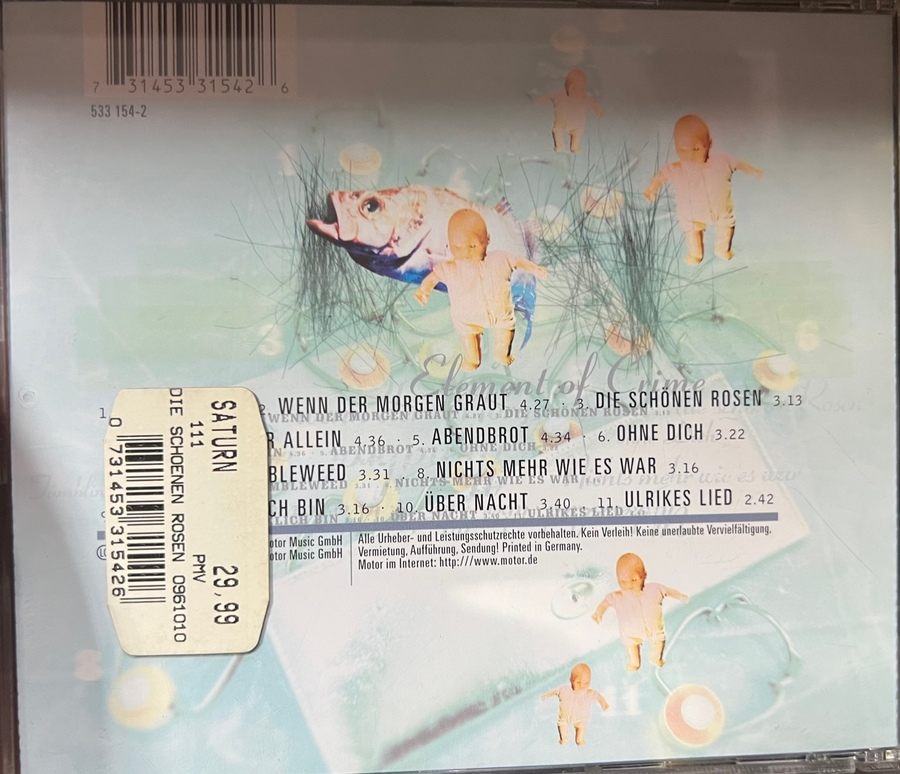 7 31453 31542 6
533 154-2
Element of Crime
1
2. WENN DER MORGEN GRAUT 4.27 · 3. DIE SCHÖNEN ROSEN 3.13
R ALLEIN 4.36 · 5. ABENDBROT 4.34 · 6. OHNE DICH 3.22
BLEWEED 3.31 8. NICHTS MEHR WIE ES WAR 3.16
CH BIN 3.16 · 10. ÜBER NACHT 3.40 11. ULRIKES LIED 2.42
otor Music GmbH
otor Music GmbH
Alle Urheber- und Leistungsschutzrechte vorbehalten. Kein Verleih! Keine unerlaubte Vervielfältigung,
Vermietung, Aufführung, Sendung! Printed in Germany.
Motor im Internet: http:///www.motor.de
SATURN
111 PMV 29,99
DIE SCHOENEN ROSEN 0961010
0 731453 315426